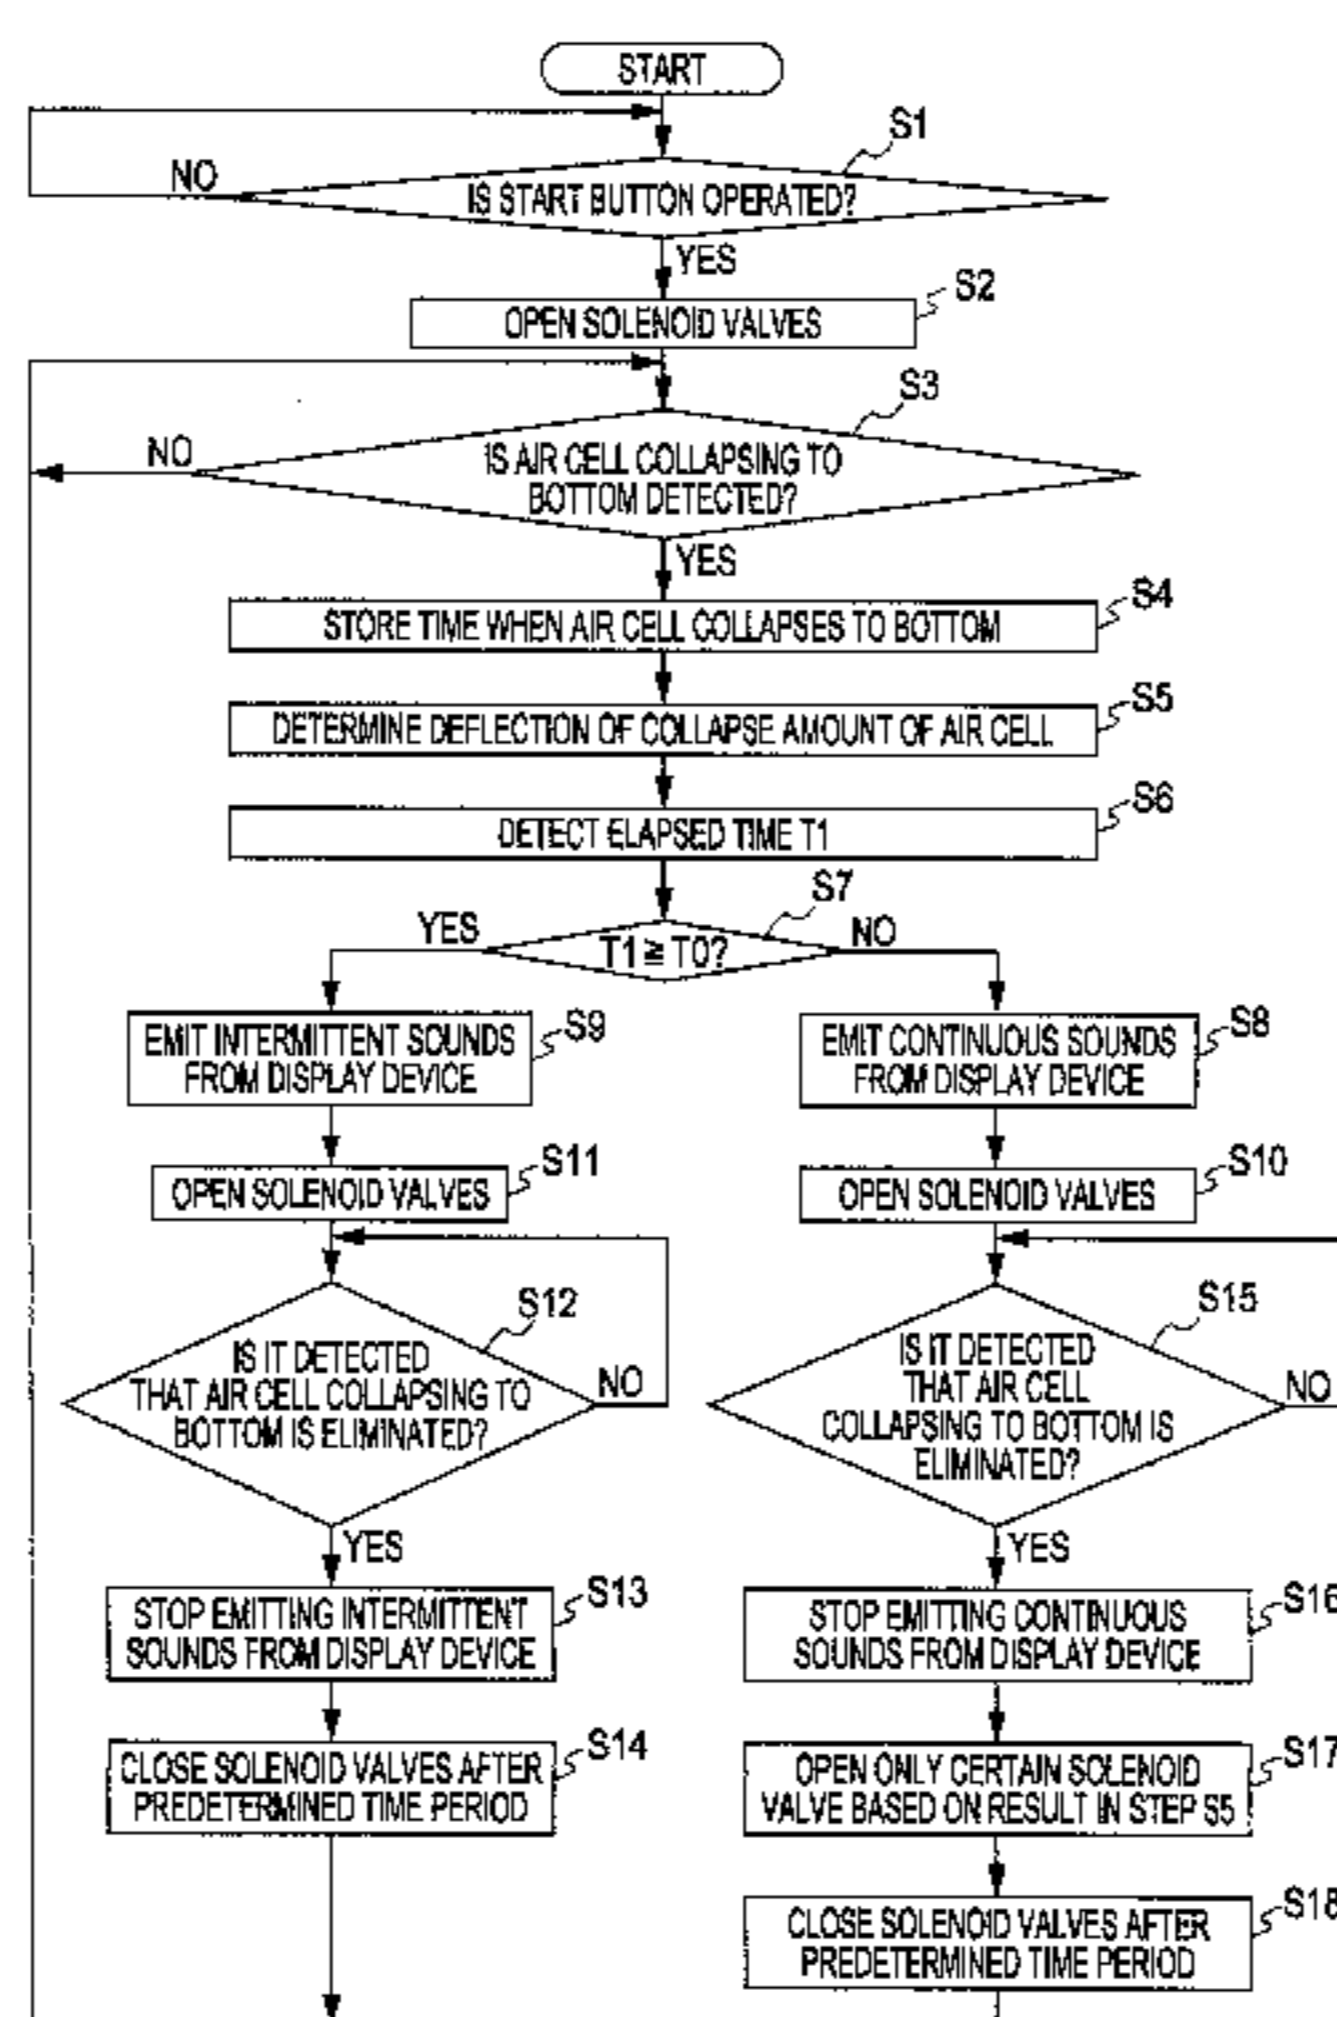 START
S1
NO
IS START BUTTON OPERATED?
YES
S2
OPEN SOLENOID VALVES
S3
NO
IS AIR CELL COLLAPSING TO
BOTTOM DETECTED?
YES
S4
STORE TIME WHEN AIR CELL COLLAPSES TO BOTTOM
S5
DETERMINE DEFLECTION OF COLLAPSE AMOUNT OF AIR CELL
S6
DETECT ELAPSED TIME T1
S7
YES
T1≧T0?
NO
S9
EMIT INTERMITTENT SOUNDS
FROM DISPLAY DEVICE
S8
EMIT CONTINUOUS SOUNDS
FROM DISPLAY DEVICE
S11
OPEN SOLENOID VALVES
S10
OPEN SOLENOID VALVES
S12
IS IT DETECTED
THAT AIR CELL COLLAPSING TO
BOTTOM IS ELIMINATED?
NO
S15
IS IT DETECTED
THAT AIR CELL
COLLAPSING TO BOTTOM IS
ELIMINATED?
NO
YES
YES
S13
STOP EMITTING INTERMITTENT
SOUNDS FROM DISPLAY DEVICE
S16
STOP EMITTING CONTINUOUS
SOUNDS FROM DISPLAY DEVICE
S14
CLOSE SOLENOID VALVES AFTER
PREDETERMINED TIME PERIOD
S17
OPEN ONLY CERTAIN SOLENOID
VALVE BASED ON RESULT IN STEP S5
S18
CLOSE SOLENOID VALVES AFTER
PREDETERMINED TIME PERIOD